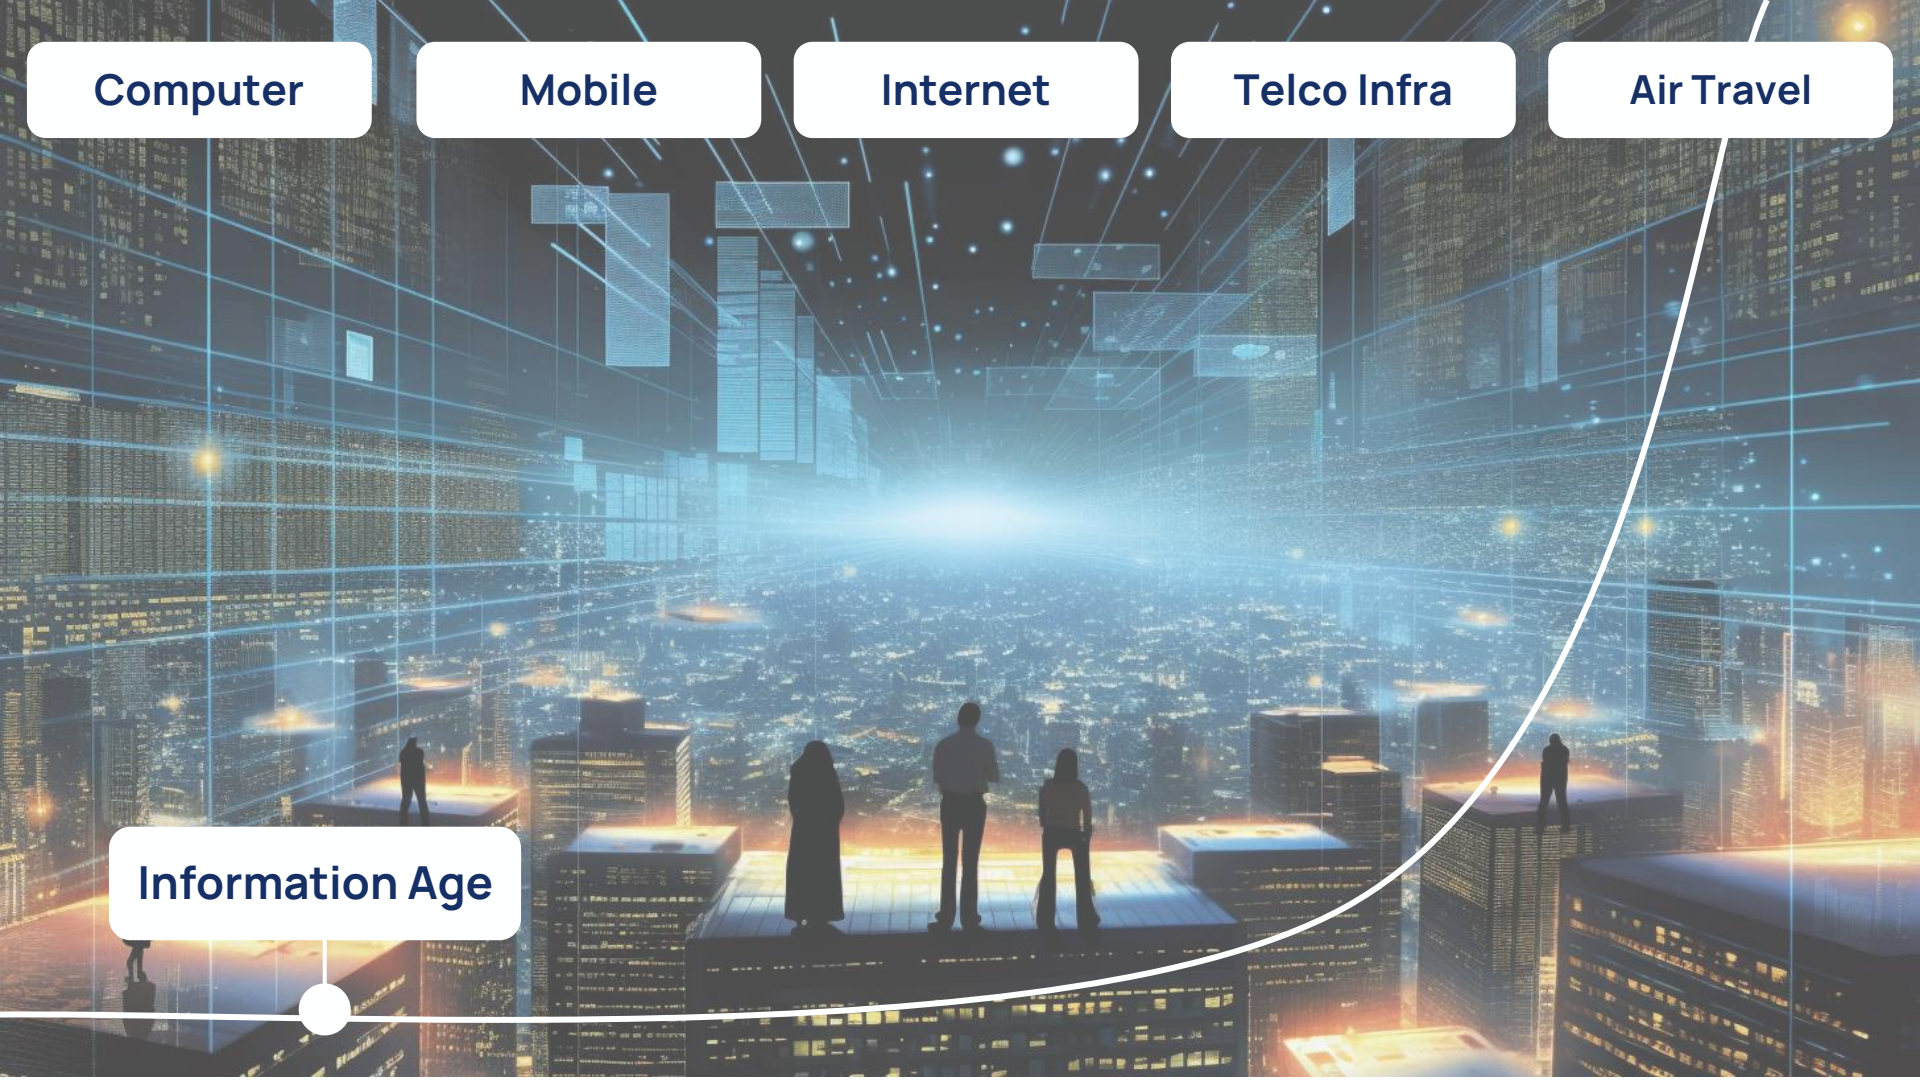 Computer
Mobile
Internet
Telco Infra
Air Travel
Information Age